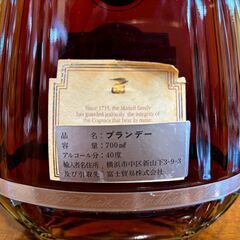 Since 1715, the Martell family
has guarded jealously, the integrity of
the Cognacs that bear its name.
品名：ブランデー
容量：700㎖
アルコール分：40度
輸入者住所：横浜市中区新山下3-9-3
及び引取先：富士貿易株式会社